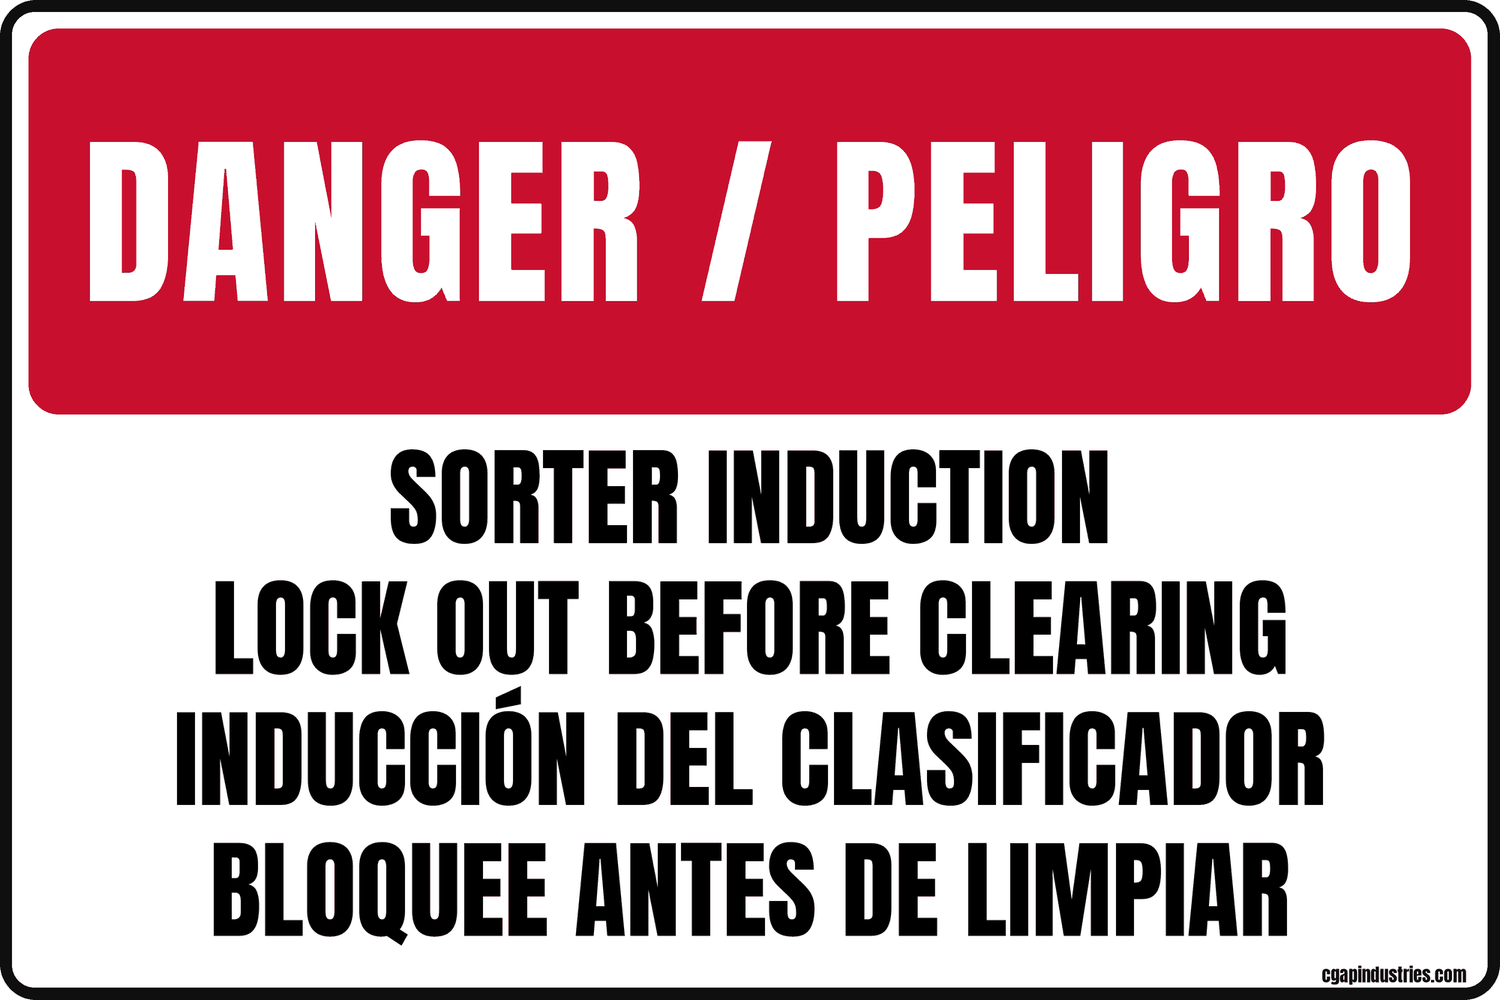 DANGER / PELIGRO
SORTER INDUCTION
LOCK OUT BEFORE CLEARING
INDUCCIÓN DEL CLASIFICADOR
BLOQUEE ANTES DE LIMPIAR
cgapindustries.com